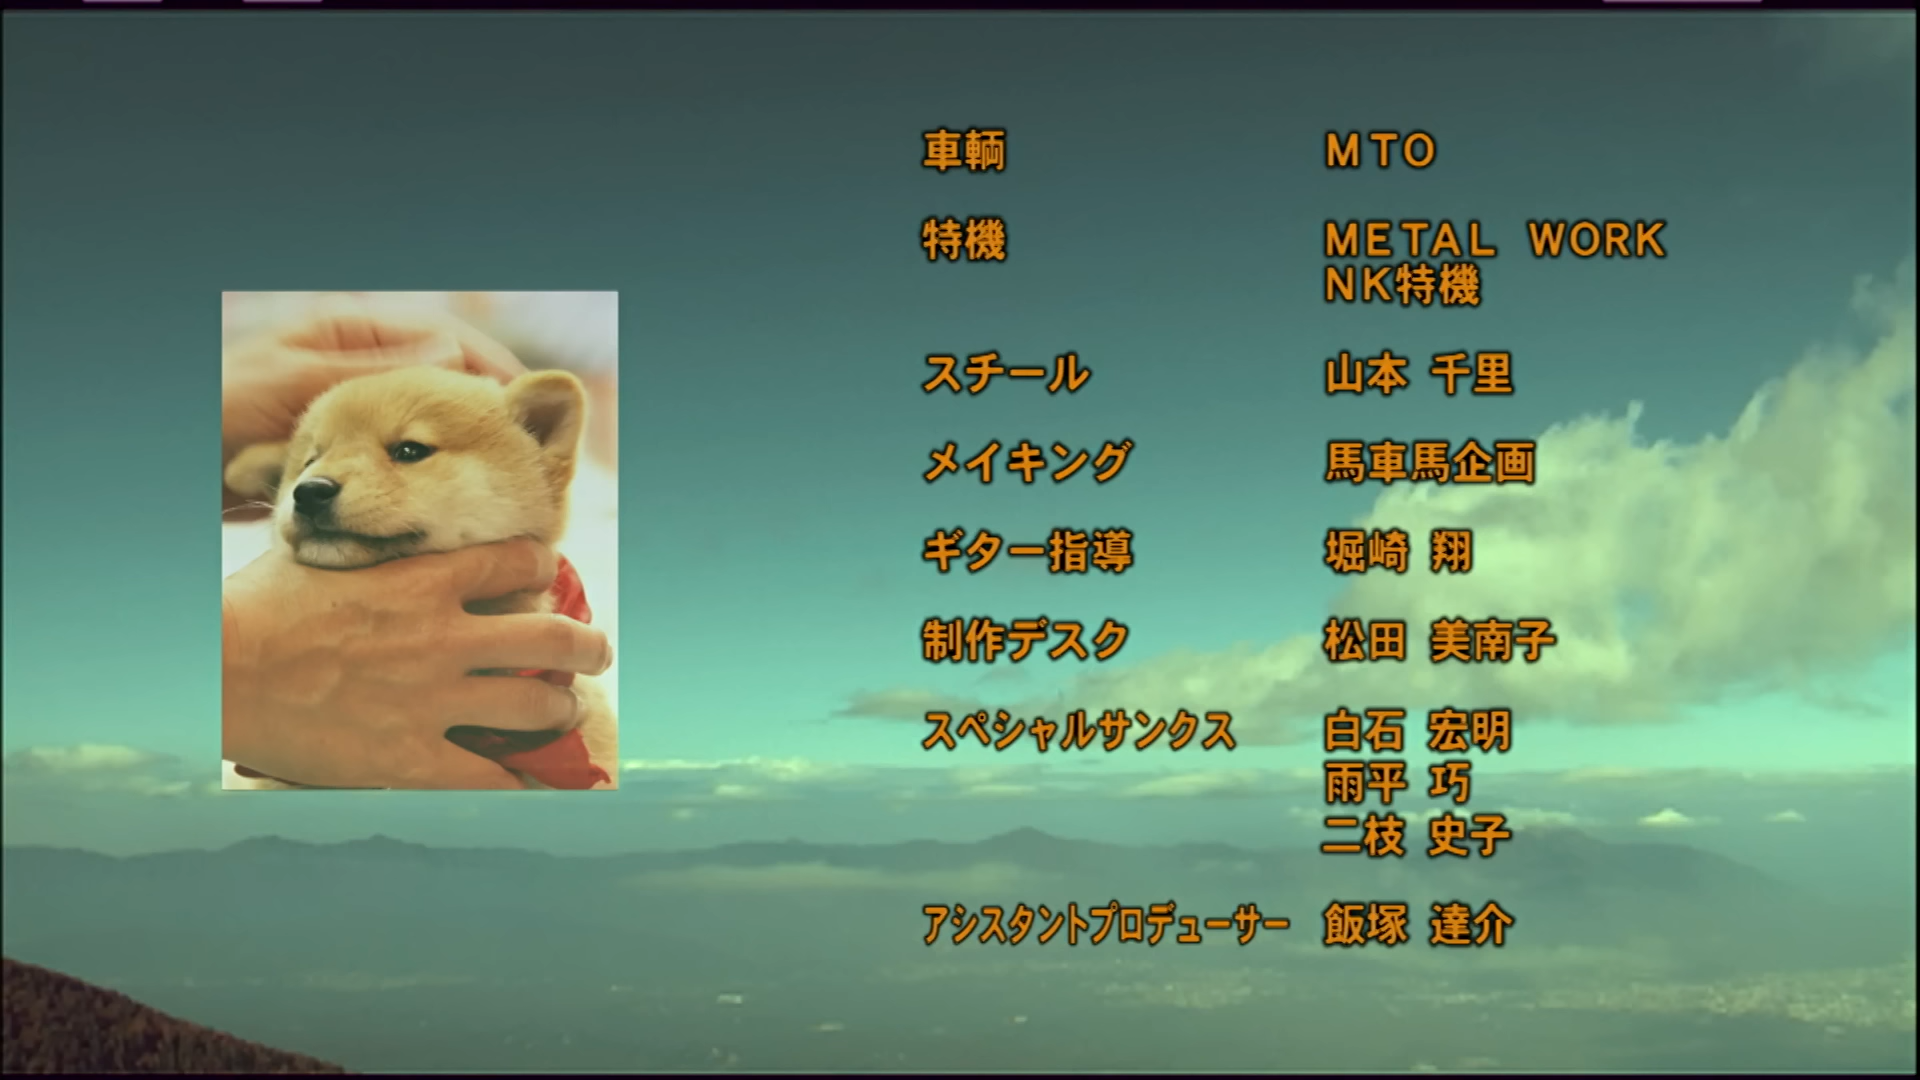 車輌 MTO
特機 METAL WORK
NK特機
スチール 山本 千里
メイキング 馬車馬企画
ギター指導 堀崎 翔
制作デスク 松田 美南子
スペシャルサンクス 白石 宏明
雨平 巧
二枝 史子
アシスタントプロデューサー 飯塚 達介